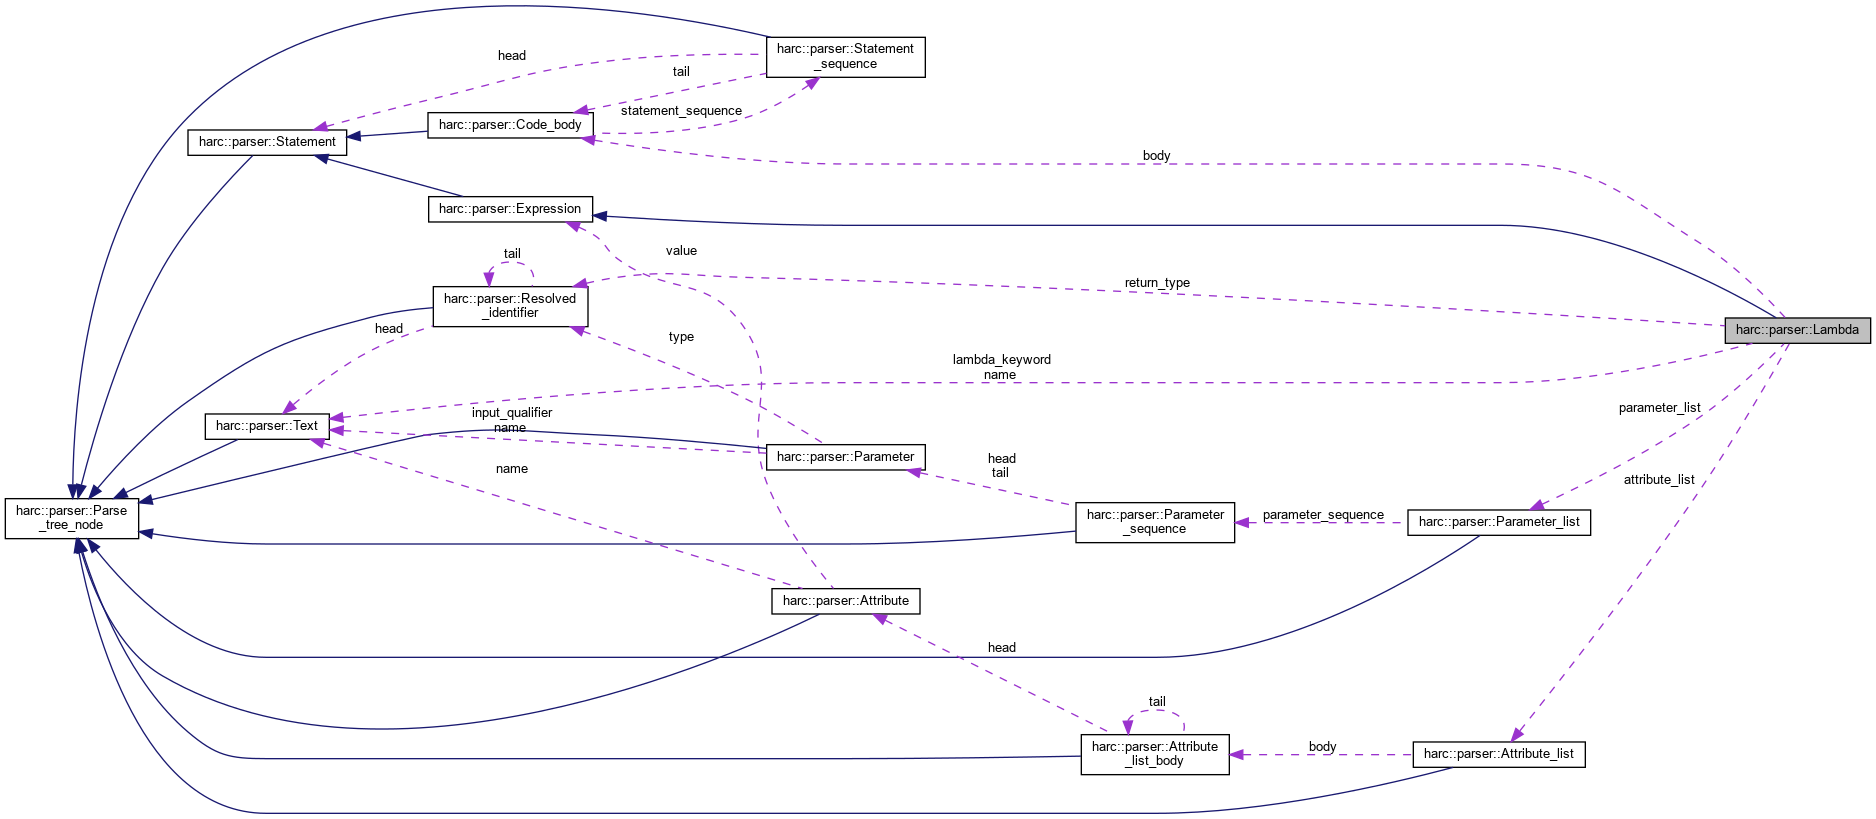 harc::parser::Statement
_sequence
head
tail
statement_sequence
harc::parser::Code_body
harc::parser::Statement
body
harc::parser::Expression
value
tail
return_type
harc::parser::Resolved
_identifier
head
type
harc::parser::Lambda
lambda_keyword
name
parameter_list
input_qualifier
name
harc::parser::Text
harc::parser::Parameter
head
tail
name
attribute_list
harc::parser::Parse
_tree_node
harc::parser::Parameter
_sequence
parameter_sequence
harc::parser::Parameter_list
harc::parser::Attribute
head
tail
harc::parser::Attribute
_list_body
body
harc::parser::Attribute_list